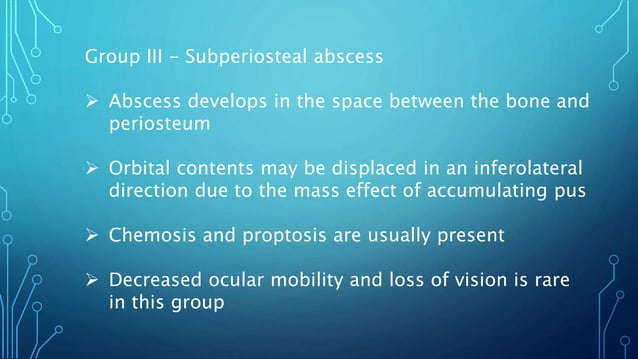 Group III - Subperiosteal abscess
➢ Abscess develops in the space between the bone and
periosteum
➢ Orbital contents may be displaced in an inferolateral
direction due to the mass effect of accumulating pus
➢ Chemosis and proptosis are usually present
➢ Decreased ocular mobility and loss of vision is rare
in this group